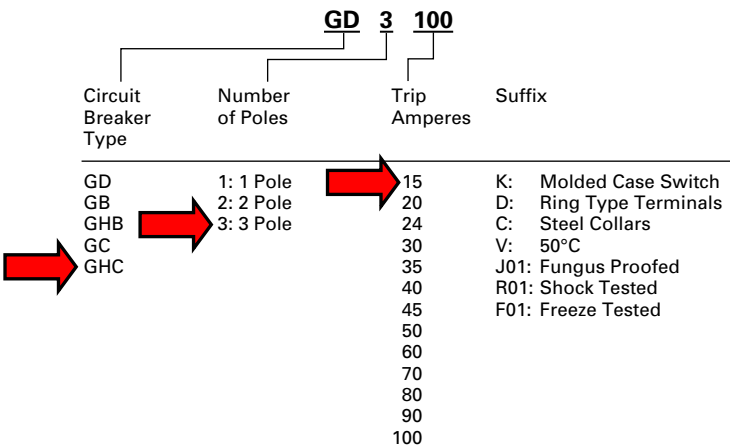 GD 3 100
Circuit Number Trip Suffix
Breaker of Poles Amperes
Type
GD 1: 1 Pole 15 K: Molded Case Switch
GB 2: 2 Pole 20 D: Ring Type Terminals
GHB 3: 3 Pole 24 C: Steel Collars
GC 30 V: 50°C
GHC 35 J01: Fungus Proofed
40 R01: Shock Tested
45 F01: Freeze Tested
50
60
70
80
90
100